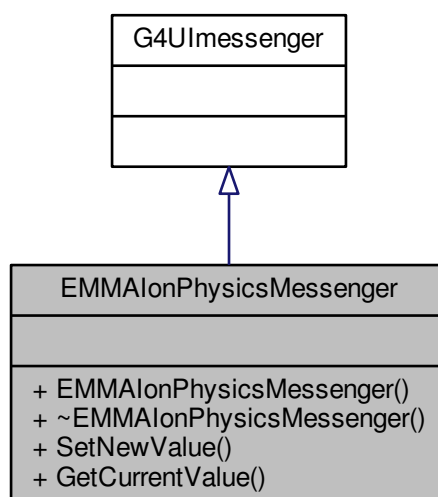 G4UImessenger
EMMAIonPhysicsMessenger
+ EMMAIonPhysicsMessenger()
+ ~EMMAIonPhysicsMessenger()
+ SetNewValue()
+ GetCurrentValue()